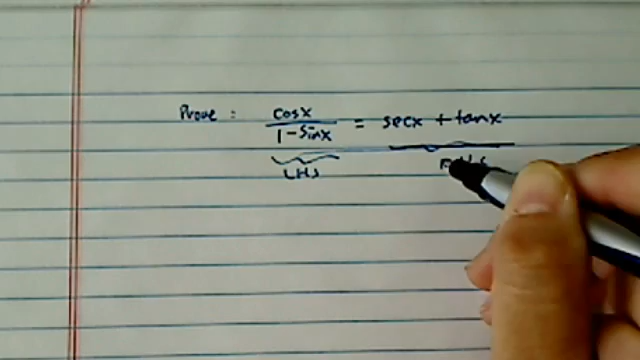 Prove : cosx / 1-sinx = secx + tanx
LHS